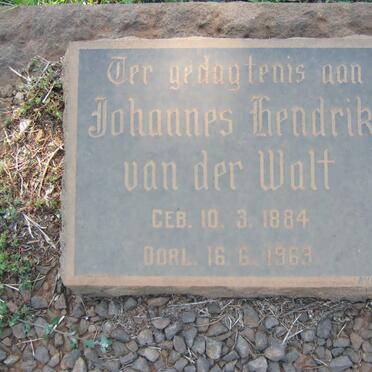 Ter gedagtenis aan
Johannes Hendrik
van der Walt
GEB. 10. 3. 1884
OORL. 16. 6. 1963